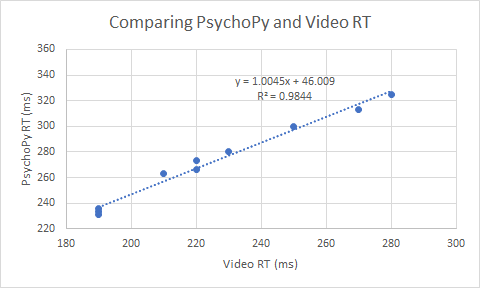 Comparing PsychoPy and Video RT
360
340
320
300
280
260
240
220
PsychoPy RT (ms)
y = 1.0045x + 46.009
R² = 0.9844
180 200 220 240 260 280 300
Video RT (ms)